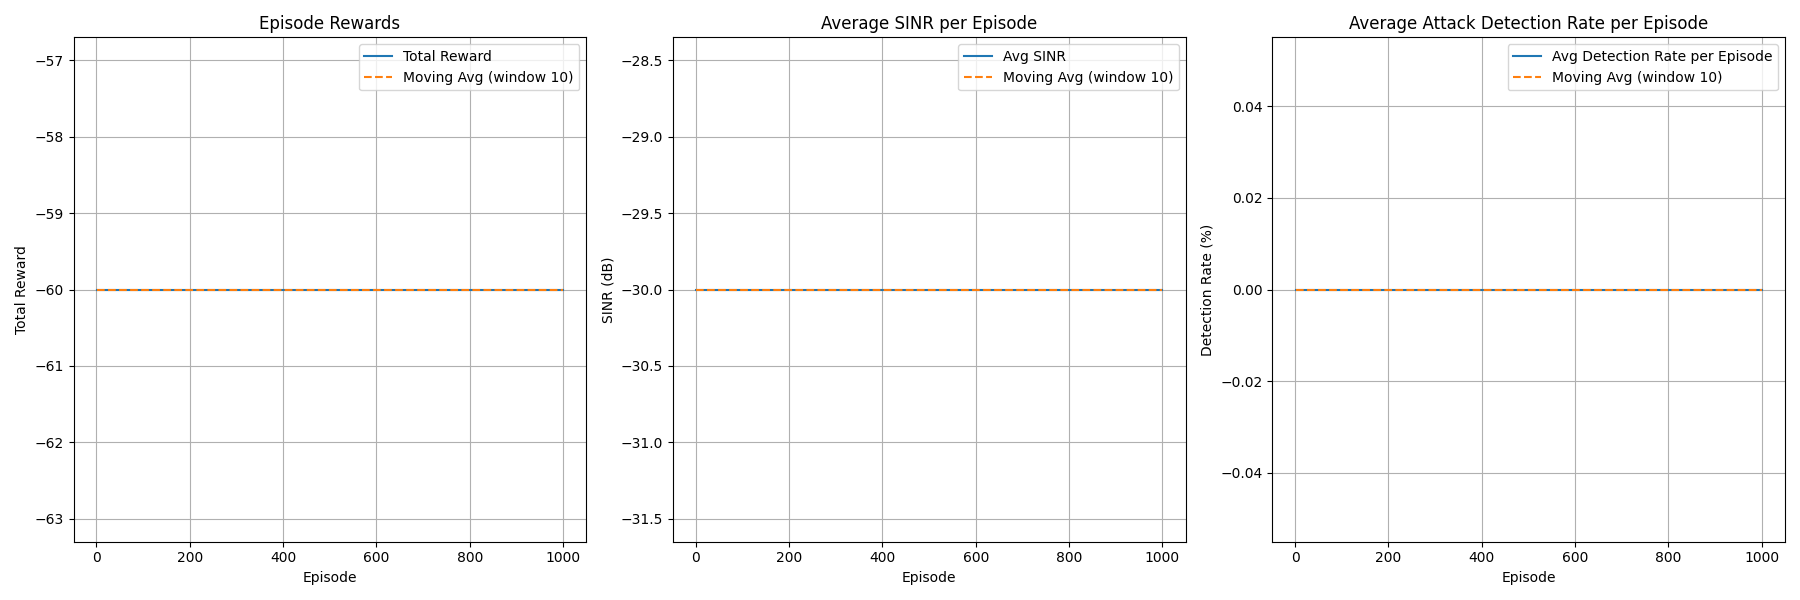 Episode Rewards
Total Reward
Moving Avg (window 10)
−57
−58
−59
−60
−61
−62
−63
Total Reward
0 200 400 600 800 1000
Episode
Average SINR per Episode
Avg SINR
Moving Avg (window 10)
−28.5
−29.0
−29.5
−30.0
−30.5
−31.0
−31.5
SINR (dB)
0 200 400 600 800 1000
Episode
Average Attack Detection Rate per Episode
Avg Detection Rate per Episode
Moving Avg (window 10)
0.04
0.02
0.00
−0.02
−0.04
Detection Rate (%)
0 200 400 600 800 1000
Episode